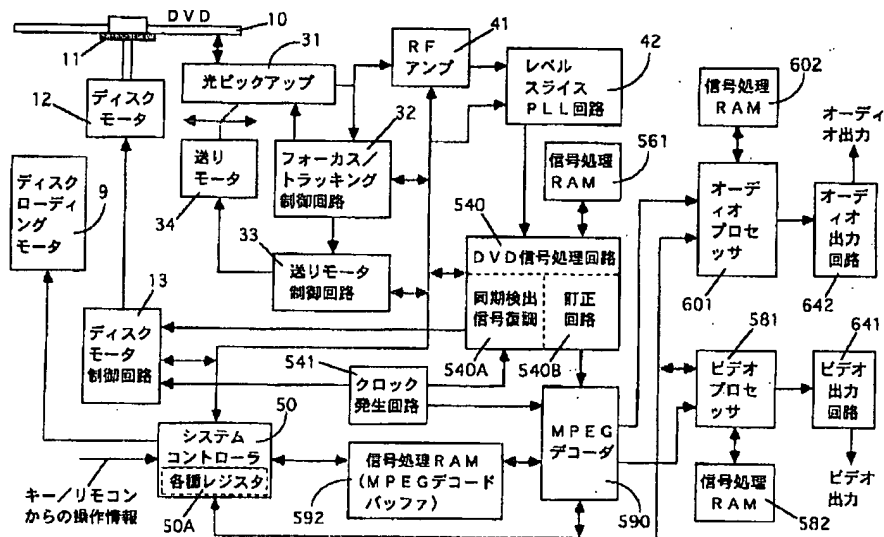 DVD
10
11
31
光ピックアップ
41
RF
アンプ
42
レベル
スライス
PLL回路
602
信号処理
RAM
オーディ
オ出力
12
ディスク
モータ
32
フォーカス／
トラッキング
制御回路
送り
モータ
34
561
信号処理
RAM
オーディ
オプロ
セッサ
601
オーディ
オ出力
回路
642
ディスク
ローディ
ング
モータ
9
33
送りモータ
制御回路
540
DVD信号処理回路
同期検出
信号復調
訂正
回路
540A
540B
13
ディスク
モータ
制御回路
541
クロック
発生回路
581
ビデオ
プロセ
ッサ
641
ビデオ
出力
回路
50
システム
コントローラ
各種レジスタ
50A
キー／リモコン
からの操作情報
信号処理RAM
(MPEGデコード
バッファ)
592
MPEG
デコーダ
590
信号処理
RAM
582
ビデオ
出力